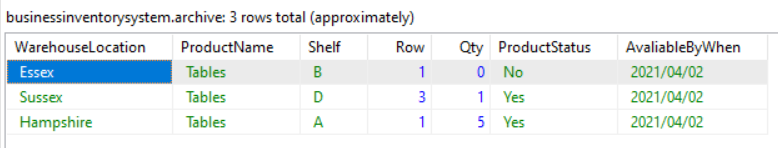 businessinventorysystem.archive: 3 rows total (approximately)
WarehouseLocation ProductName Shelf Row Qty ProductStatus AvaliableByWhen
Essex Tables B 1 0 No 2021/04/02
Sussex Tables D 3 1 Yes 2021/04/02
Hampshire Tables A 1 5 Yes 2021/04/02